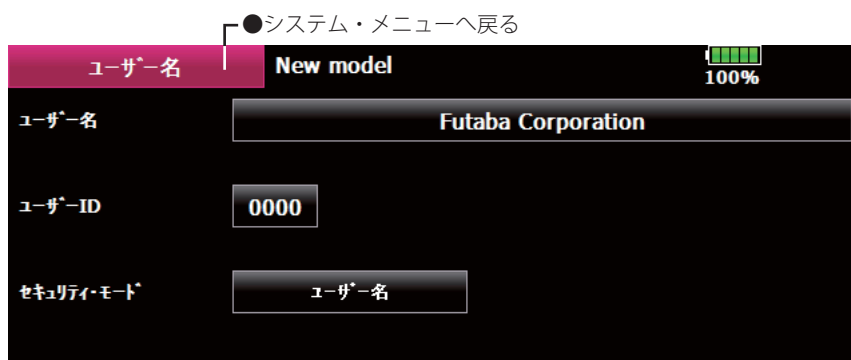 ●システム・メニューへ戻る
ﾕｰｻﾞｰ名 New model 100%
ﾕｰｻﾞｰ名 Futaba Corporation
ﾕｰｻﾞｰID 0000
ｾｷｭﾘﾃｨ･ﾓｰﾄﾞ ﾕｰｻﾞｰ名